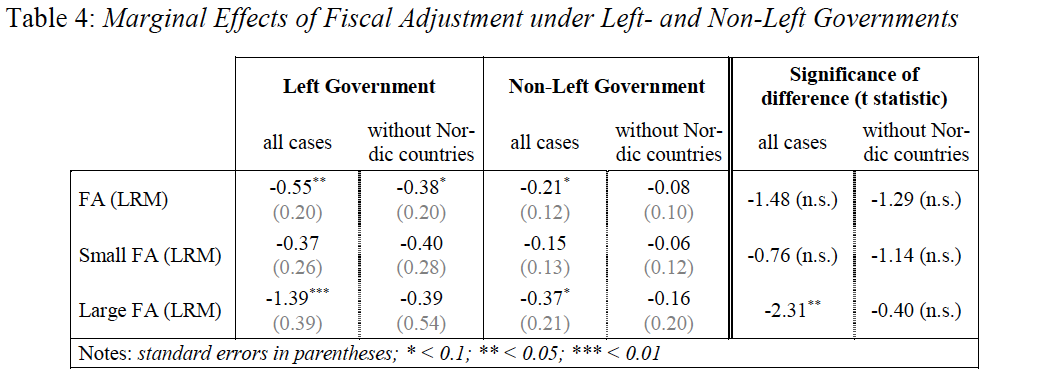 Table 4: Marginal Effects of Fiscal Adjustment under Left- and Non-Left Governments
Left Government Non-Left Government Significance of
difference (t statistic)
all cases without Nor-
dic countries all cases without Nor-
dic countries all cases without Nor-
dic countries
FA (LRM) -0.55** -0.38* -0.21* -0.08 -1.48 (n.s.) -1.29 (n.s.)
(0.20) (0.20) (0.12) (0.10)
Small FA (LRM) -0.37 -0.40 -0.15 -0.06 -0.76 (n.s.) -1.14 (n.s.)
(0.26) (0.28) (0.13) (0.12)
Large FA (LRM) -1.39*** -0.39 -0.37* -0.16 -2.31** -0.40 (n.s.)
(0.39) (0.54) (0.21) (0.20)
Notes: standard errors in parentheses; * < 0.1; ** < 0.05; *** < 0.01